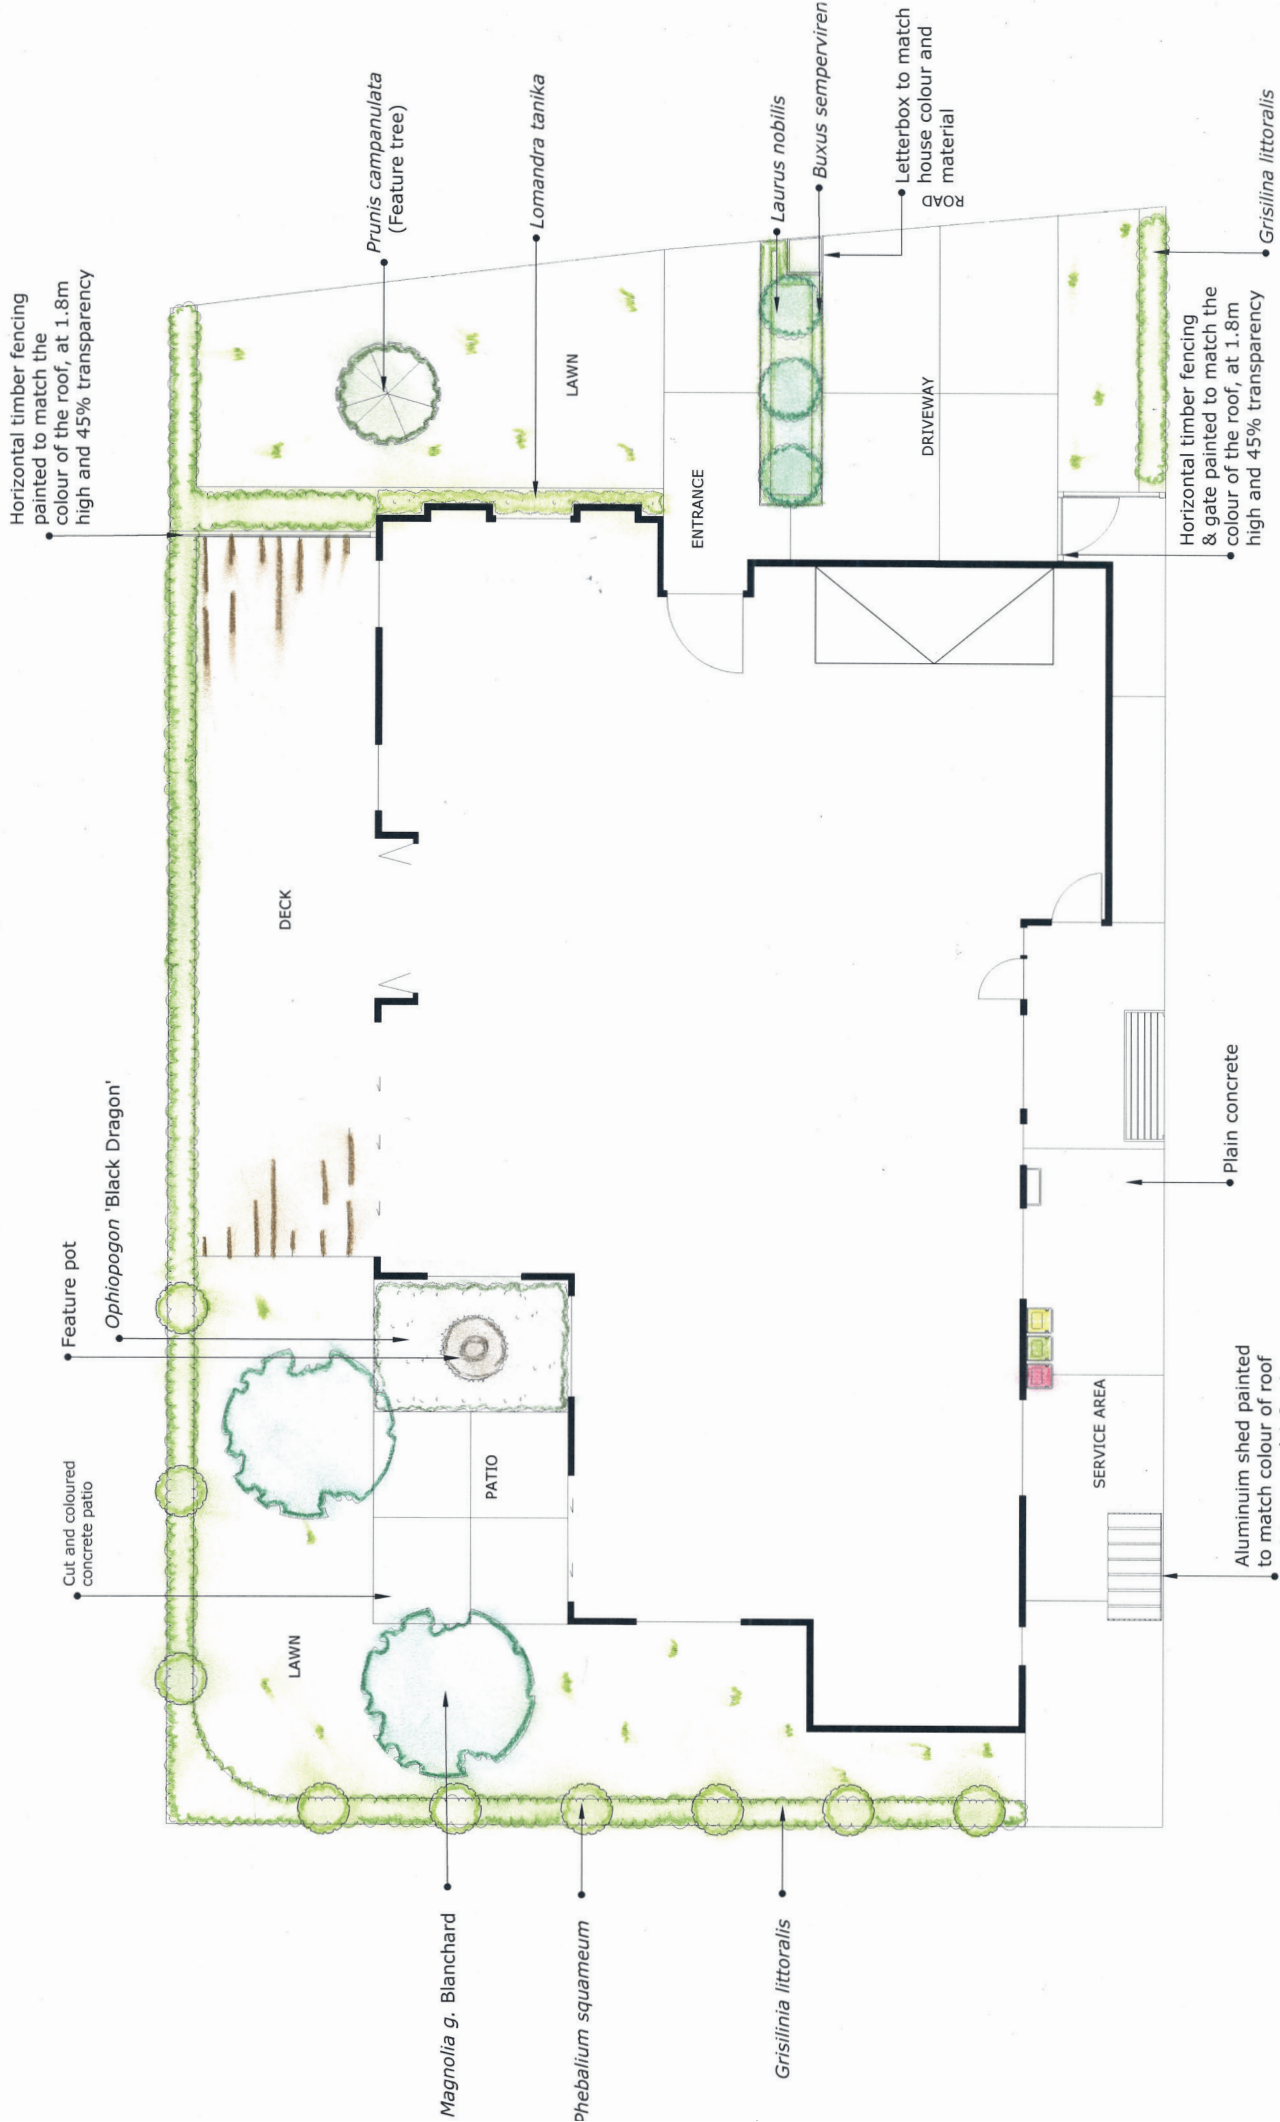 Horizontal timber fencing
painted to match the
colour of the roof, at 1.8m
high and 45% transparency
Prunis campanulata
(Feature tree)
Lomandra tanika
Laurus nobilis
Buxus semperviren
Letterbox to match
house colour and
material
ROAD
Grisilina littoralis
Horizontal timber fencing
& gate painted to match the
colour of the roof, at 1.8m
high and 45% transparency
LAWN
ENTRANCE
DRIVEWAY
DECK
Feature pot
Ophiopogon 'Black Dragon'
Cut and coloured
concrete patio
PATIO
LAWN
SERVICE AREA
Plain concrete
Aluminuim shed painted
to match colour of roof
Magnolia g. Blanchard
Phebalium squameum
Grisilinia littoralis